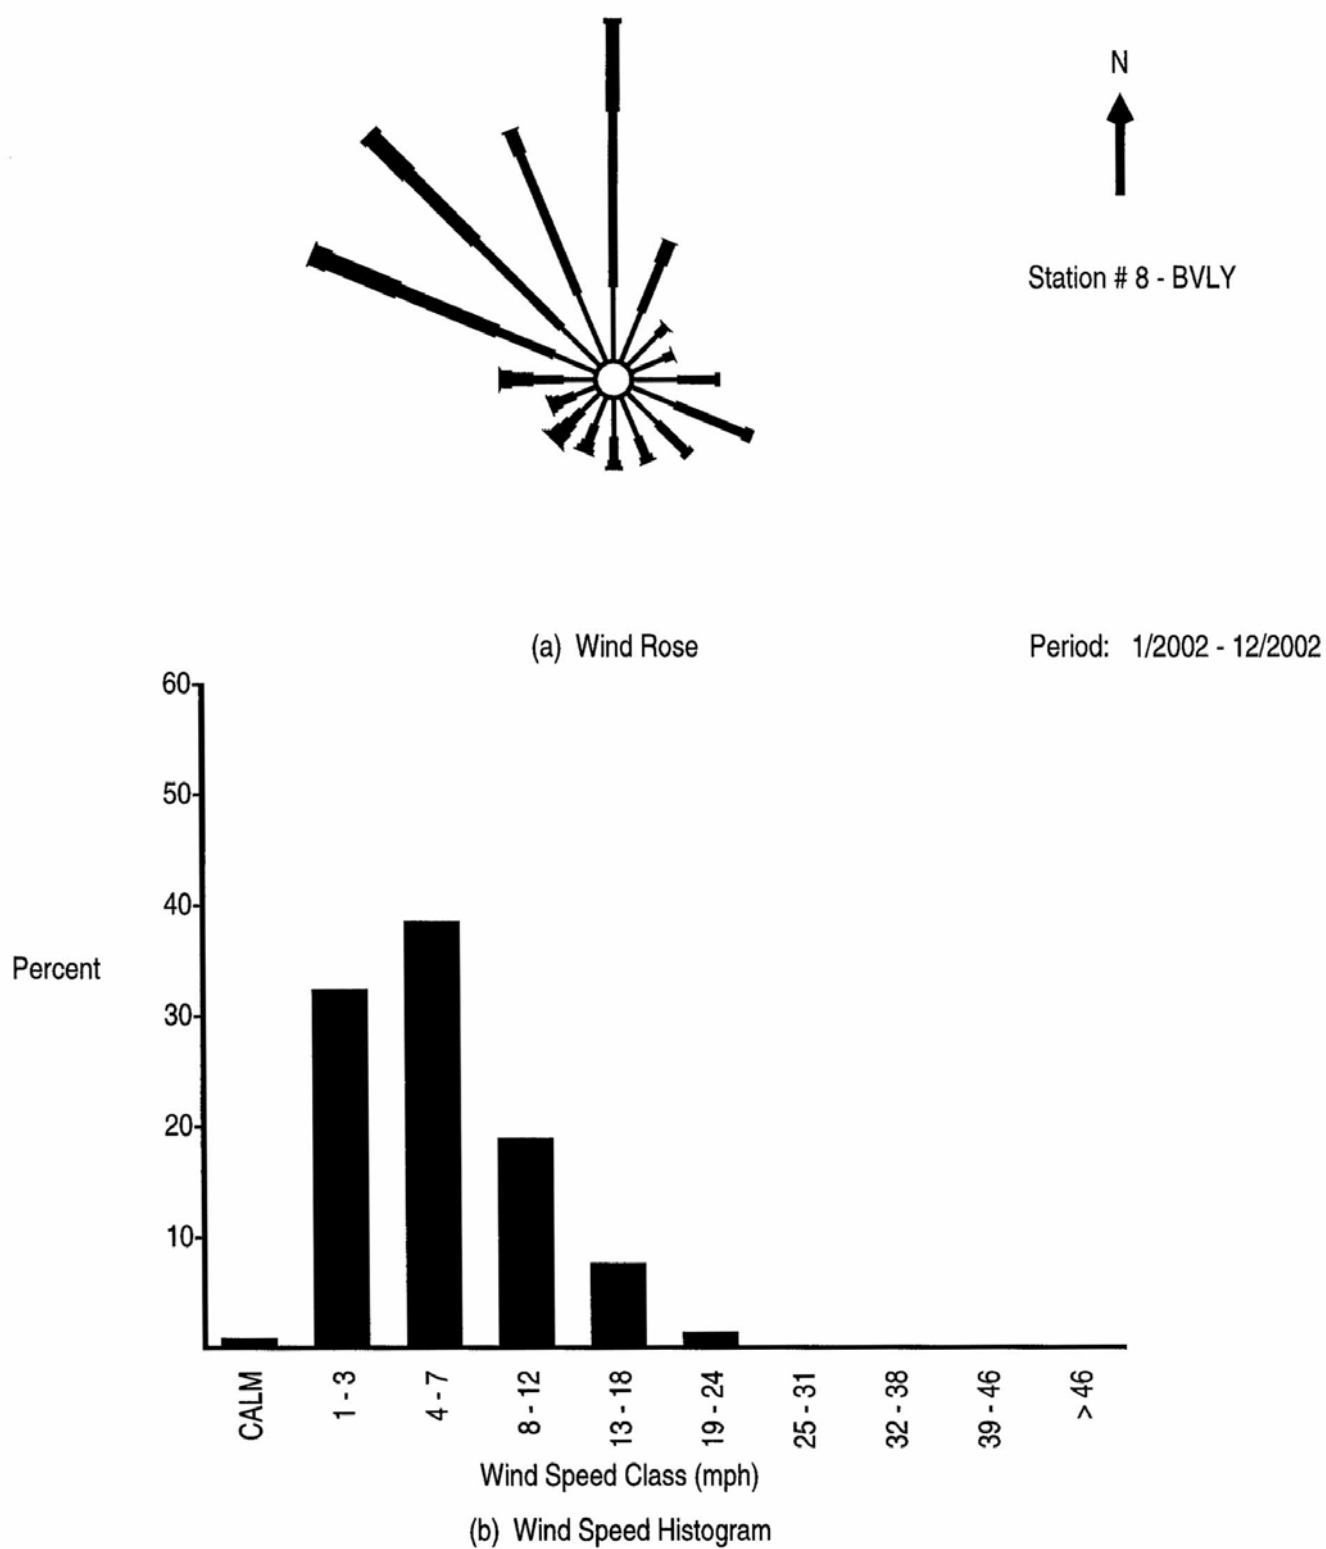 N
Station # 8 - BVLY
(a) Wind Rose
Period: 1/2002 - 12/2002
60
50
40
Percent
30
20
10
CALM
1 - 3
4 - 7
8 - 12
13 - 18
19 - 24
25 - 31
32 - 38
39 - 46
> 46
Wind Speed Class (mph)
(b) Wind Speed Histogram